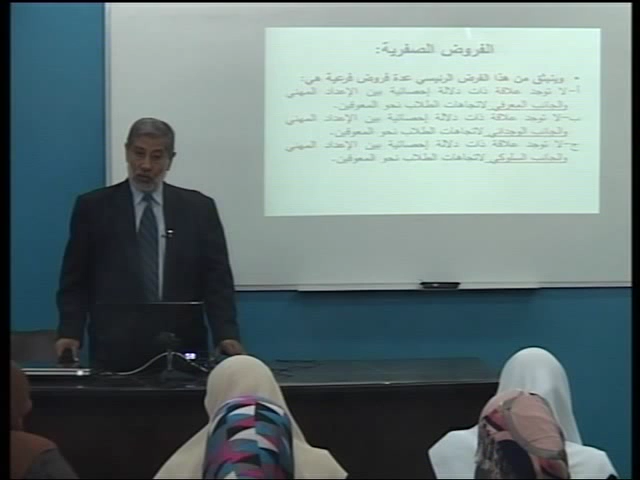 الفروض الصفرية:
• وينبثق من هذا الفرض الرئيسي عدة فروض فرعية هي:
أ-لا توجد علاقة ذات دلالة إحصائية بين الإعداد المهني
والجانب المعرفي لاتجاهات الطلاب نحو المعوقين.
ب-لا توجد علاقة ذات دلالة إحصائية بين الإعداد المهني
والجانب الوجداني لاتجاهات الطلاب نحو المعوقين.
ج-لا توجد علاقة ذات دلالة إحصائية بين الإعداد المهني
والجانب السلوكي لاتجاهات الطلاب نحو المعوقين.